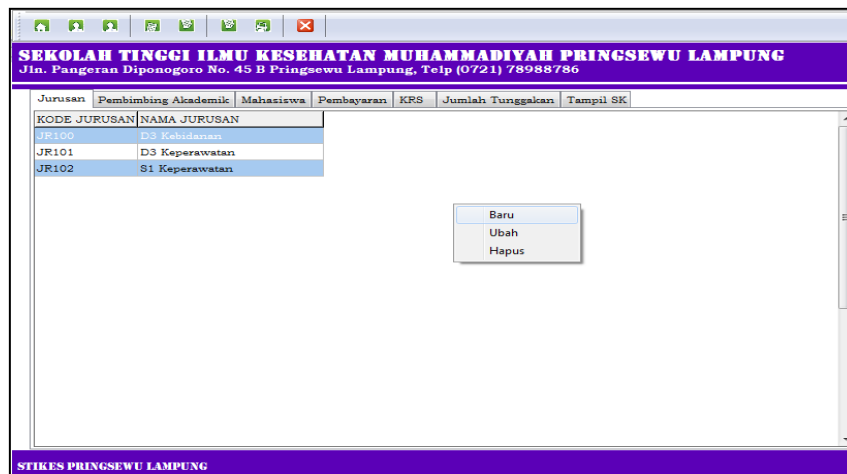 SEKOLAH TINGGI ILMU KESEHATAN MUHAMMADIYAH PRINGSEWU LAMPUNG
Jln. Pangeran Diponogoro No. 45 B Pringsewu Lampung, Telp (0721) 78988786
Jurusan Pembimbing Akademik Mahasiswa Pembayaran KRS Jumlah Tunggakan Tampil SK
KODE JURUSAN NAMA JURUSAN
JR100 D3 Kebidanan
JR101 D3 Keperawatan
JR102 S1 Keperawatan
Baru
Ubah
Hapus
STIKES PRINGSEWU LAMPUNG